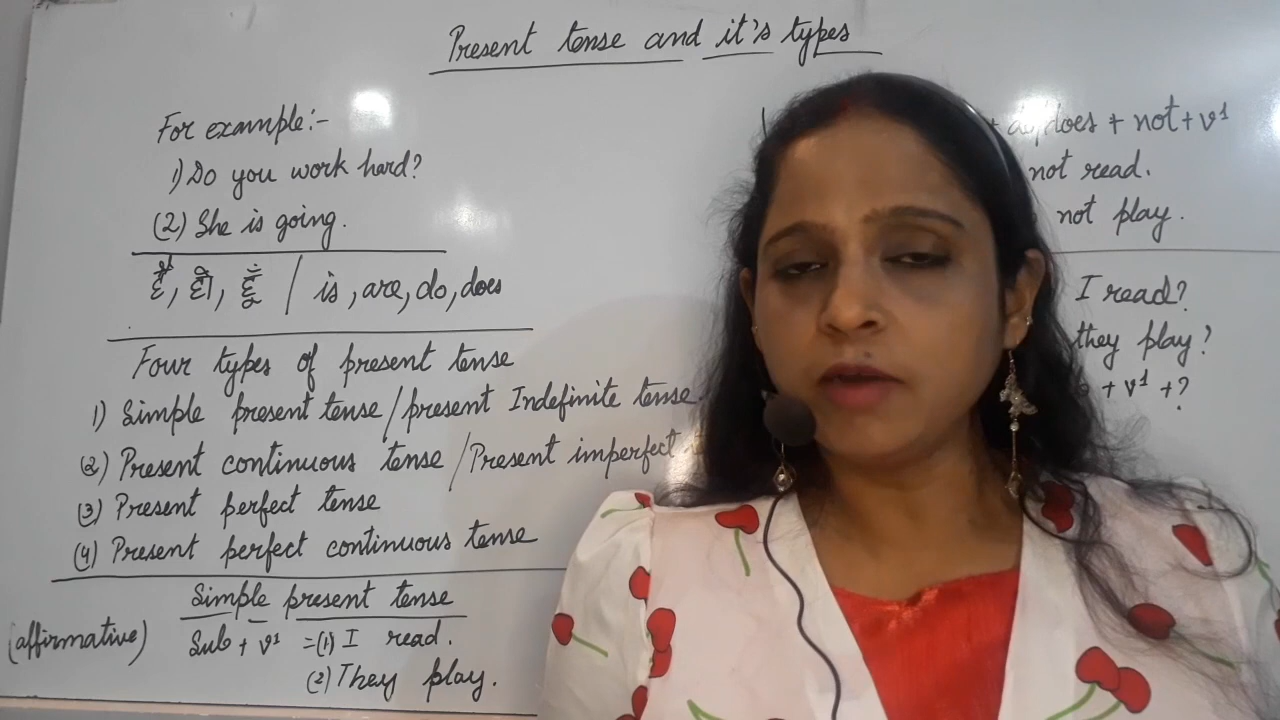 Present tense and it's types
For example:-
1) Do you work hard?
(2) She is going.
है, हो, हूँ / is, are, do, does
Four types of present tense
1) Simple present tense / present Indefinite tense
(2) Present continuous tense / Present imperfect
(3) Present perfect tense
(4) Present perfect continuous tense
Simple present tense
(affirmative) Sub + v¹ = (1) I read.
(2) They play.
+ do/does + not + v¹
not read.
not play.
I read?
they play?
+ v¹ + ?